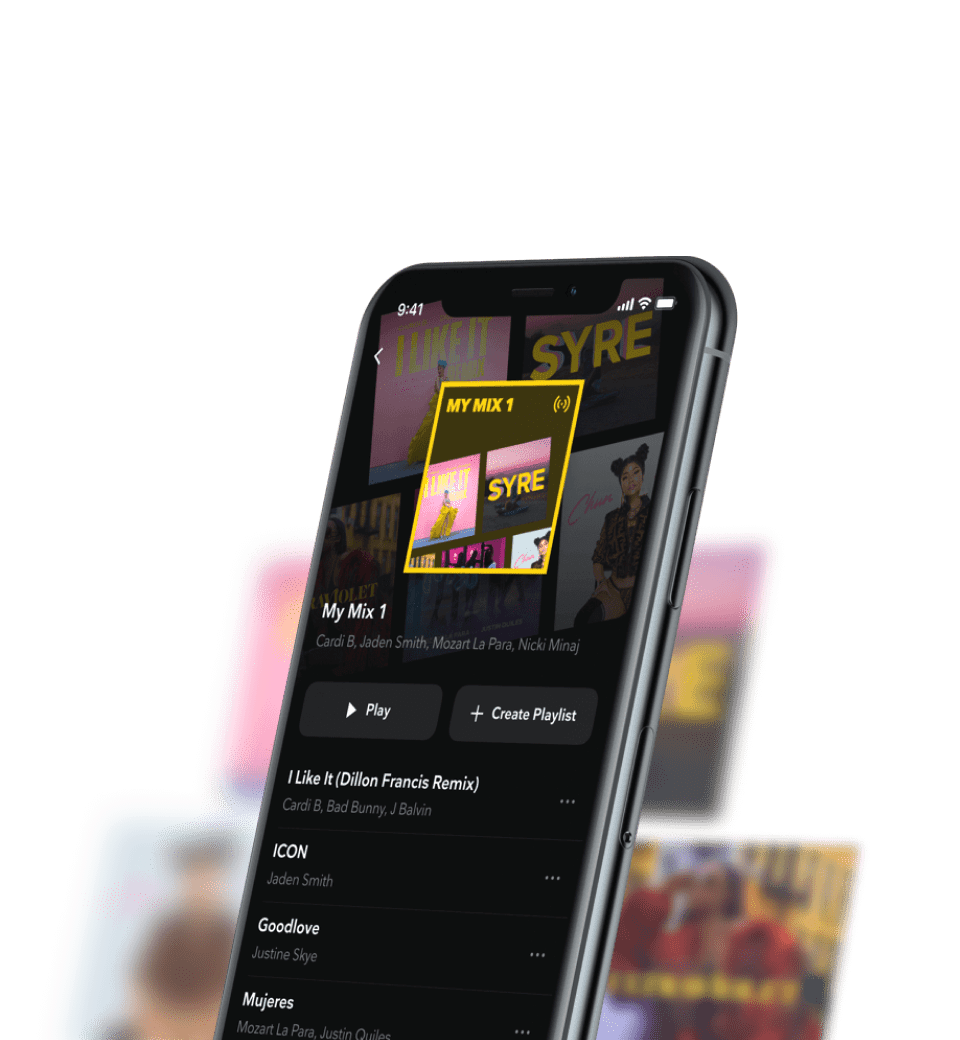 9:41
I LIKE IT
SYRE
MY MIX 1
I LIKE IT
SYRE
Chun
My Mix 1
Cardi B, Jaden Smith, Mozart La Para, Nicki Minaj
Play
Create Playlist
I Like It (Dillon Francis Remix)
Cardi B, Bad Bunny, J Balvin
ICON
Jaden Smith
Goodlove
Justine Skye
Mujeres
Mozart La Para, Justin Quiles